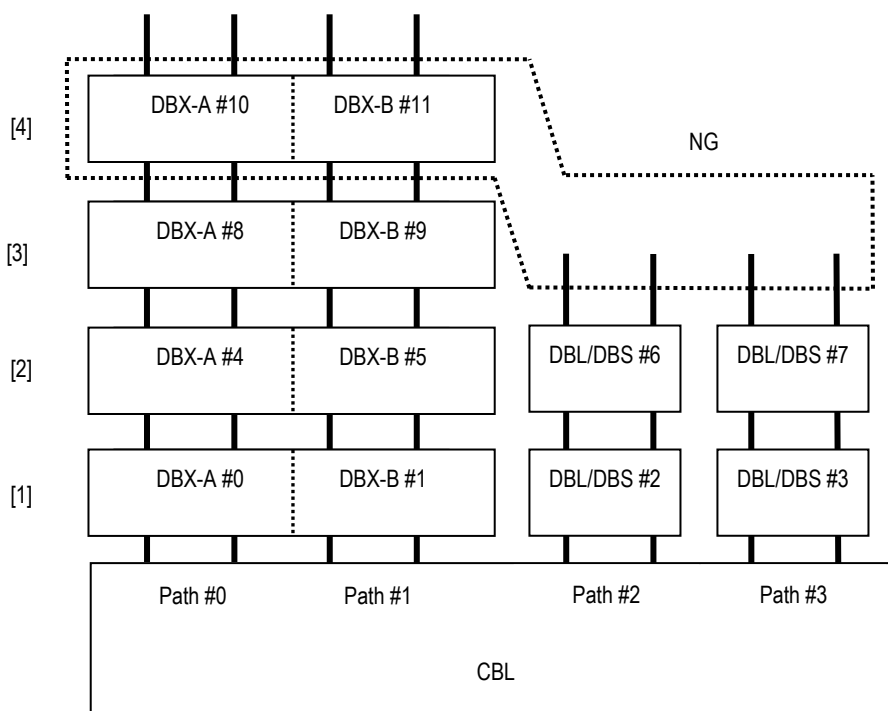 [4] DBX-A #10 DBX-B #11
NG
[3] DBX-A #8 DBX-B #9
[2] DBX-A #4 DBX-B #5 DBL/DBS #6 DBL/DBS #7
[1] DBX-A #0 DBX-B #1 DBL/DBS #2 DBL/DBS #3
Path #0 Path #1 Path #2 Path #3
CBL